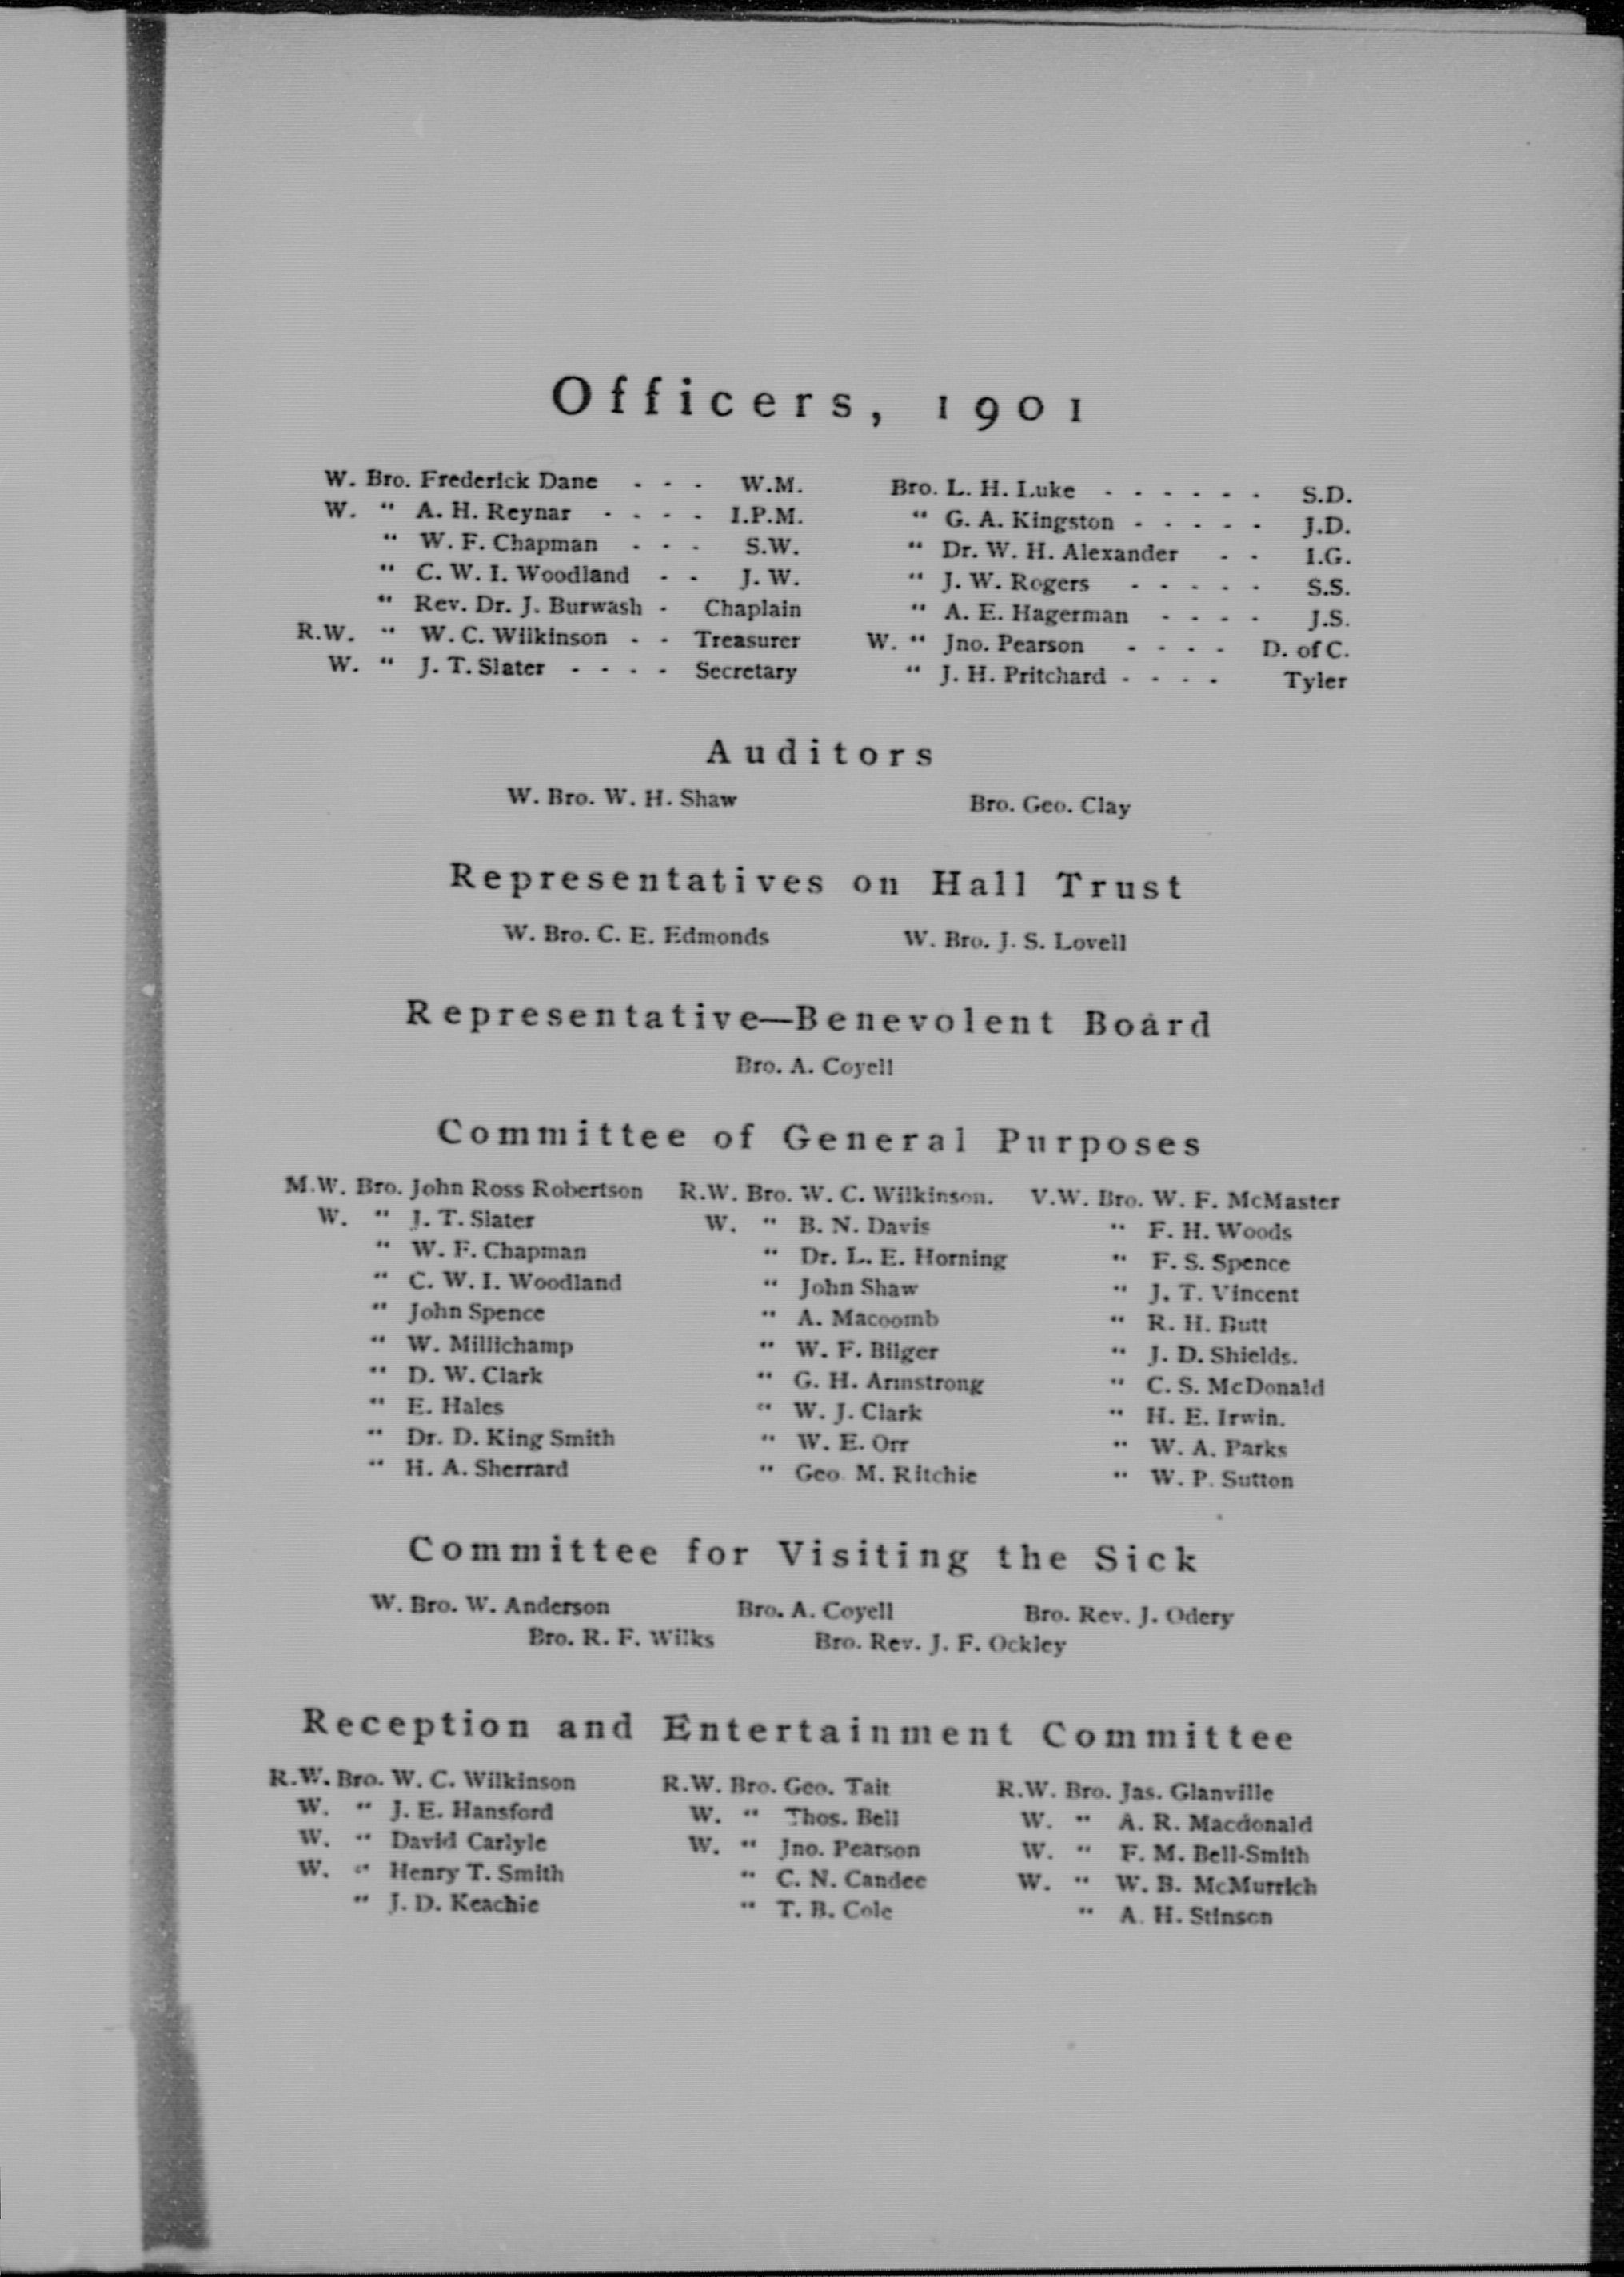 Officers, 1901
W. Bro. Frederick Dane - - - W.M.
W. " A. H. Reynar - - - - I.P.M.
" W. F. Chapman - - - S.W.
" C. W. I. Woodland - - J. W.
" Rev. Dr. J. Burwash - Chaplain
R.W. " W. C. Wilkinson - - Treasurer
W. " J. T. Slater - - - - Secretary
Bro. L. H. Luke - - - - - - S.D.
" G. A. Kingston - - - - - J.D.
" Dr. W. H. Alexander - - I.G.
" J. W. Rogers - - - - - S.S.
" A. E. Hagerman - - - - J.S.
W. " Jno. Pearson - - - - D. of C.
" J. H. Pritchard - - - - Tyler
Auditors
W. Bro. W. H. Shaw Bro. Geo. Clay
Representatives on Hall Trust
W. Bro. C. E. Edmonds W. Bro. J. S. Lovell
Representative—Benevolent Board
Bro. A. Coyell
Committee of General Purposes
M.W. Bro. John Ross Robertson
W. " J. T. Slater
" W. F. Chapman
" C. W. I. Woodland
" John Spence
" W. Millichamp
" D. W. Clark
" E. Hales
" Dr. D. King Smith
" H. A. Sherrard
R.W. Bro. W. C. Wilkinson.
W. " B. N. Davis
" Dr. L. E. Horning
" John Shaw
" A. Macoomb
" W. F. Bilger
" G. H. Armstrong
" W. J. Clark
" W. E. Orr
" Geo. M. Ritchie
V.W. Bro. W. F. McMaster
" F. H. Woods
" F. S. Spence
" J. T. Vincent
" R. H. Butt
" J. D. Shields.
" C. S. McDonald
" H. E. Irwin.
" W. A. Parks
" W. P. Sutton
Committee for Visiting the Sick
W. Bro. W. Anderson Bro. A. Coyell Bro. Rev. J. Odery
Bro. R. F. Wilks Bro. Rev. J. F. Ockley
Reception and Entertainment Committee
R.W. Bro. W. C. Wilkinson
W. " J. E. Hansford
W. " David Carlyle
W. " Henry T. Smith
" J. D. Keachie
R.W. Bro. Geo. Tait
W. " Thos. Bell
W. " Jno. Pearson
" C. N. Candee
" T. B. Cole
R.W. Bro. Jas. Glanville
W. " A. R. Macdonald
W. " F. M. Bell-Smith
W. " W. B. McMurrich
" A. H. Stinson